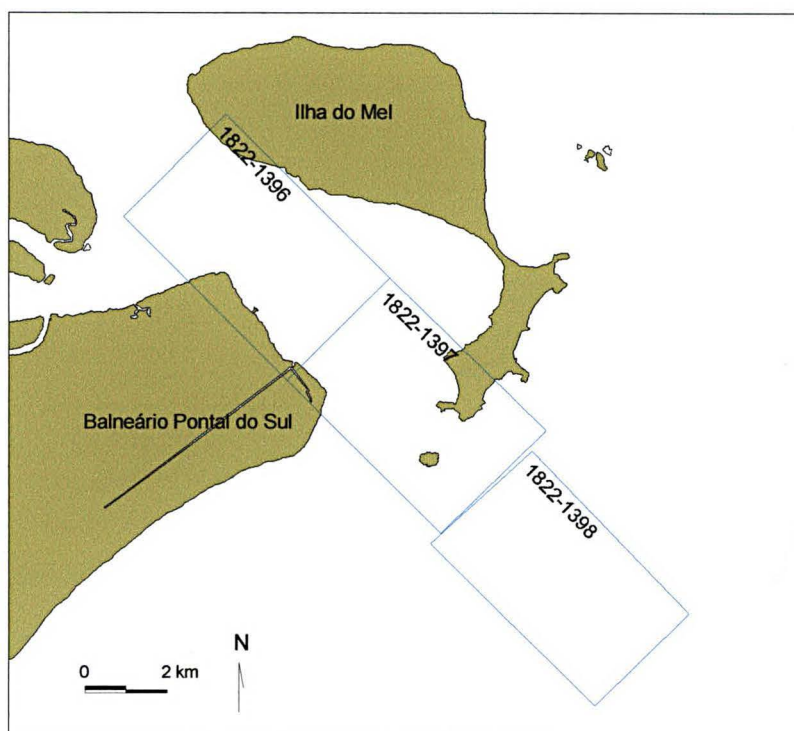 Ilha do Mel
1822-1396
1822-1397
Balneário Pontal do Sul
1822-1398
N
0 2 km